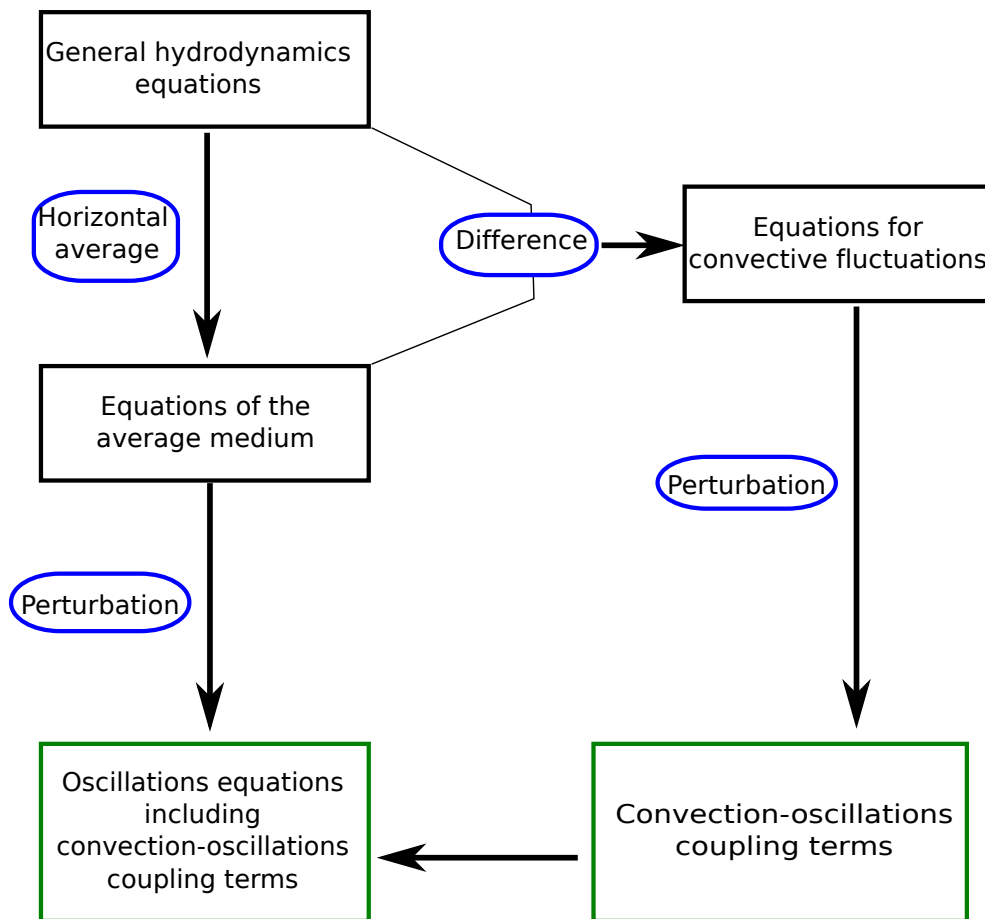 General hydrodynamics
equations
Horizontal
average
Difference
Equations for
convective fluctuations
Equations of the
average medium
Perturbation
Perturbation
Oscillations equations
including
convection-oscillations
coupling terms
Convection-oscillations
coupling terms